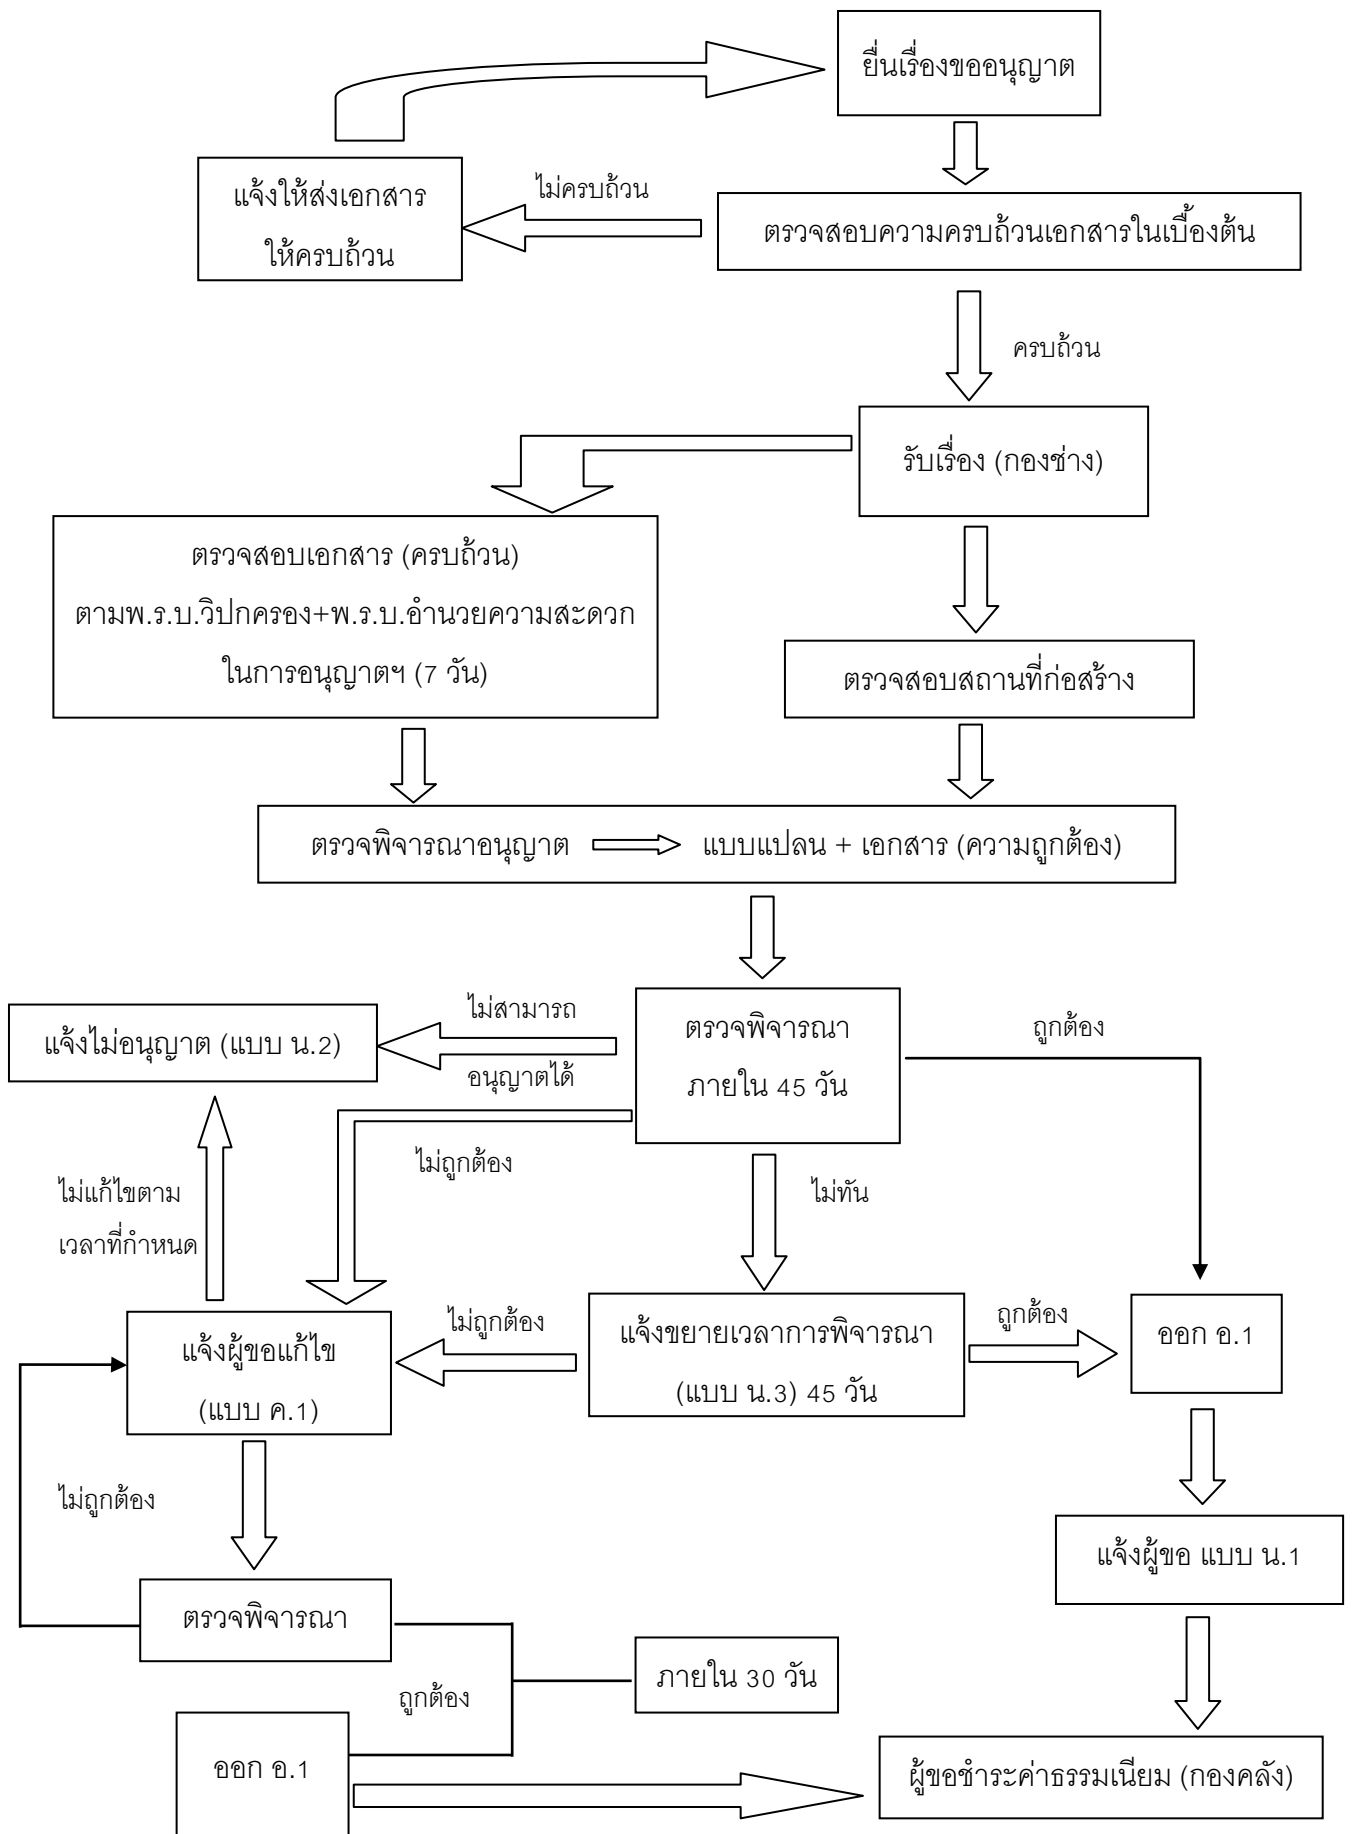 ยื่นเรื่องขออนุญาต
แจ้งให้ส่งเอกสาร
ให้ครบถ้วน
ไม่ครบถ้วน
ตรวจสอบความครบถ้วนเอกสารในเบื้องต้น
ครบถ้วน
รับเรื่อง (กองช่าง)
ตรวจสอบเอกสาร (ครบถ้วน)
ตามพ.ร.บ.วิปกครอง+พ.ร.บ.อำนวยความสะดวก
ในการอนุญาตฯ (7 วัน)
ตรวจสอบสถานที่ก่อสร้าง
ตรวจพิจารณาอนุญาต แบบแปลน + เอกสาร (ความถูกต้อง)
แจ้งไม่อนุญาต (แบบ น.2)
ไม่สามารถ
อนุญาตได้
ตรวจพิจารณา
ภายใน 45 วัน
ถูกต้อง
ไม่ถูกต้อง
ไม่ทัน
ไม่แก้ไขตาม
เวลาที่กำหนด
แจ้งผู้ขอแก้ไข
(แบบ ค.1)
ไม่ถูกต้อง
แจ้งขยายเวลาการพิจารณา
(แบบ น.3) 45 วัน
ถูกต้อง
ออก อ.1
ไม่ถูกต้อง
แจ้งผู้ขอ แบบ น.1
ตรวจพิจารณา
ภายใน 30 วัน
ถูกต้อง
ออก อ.1
ผู้ขอชำระค่าธรรมเนียม (กองคลัง)